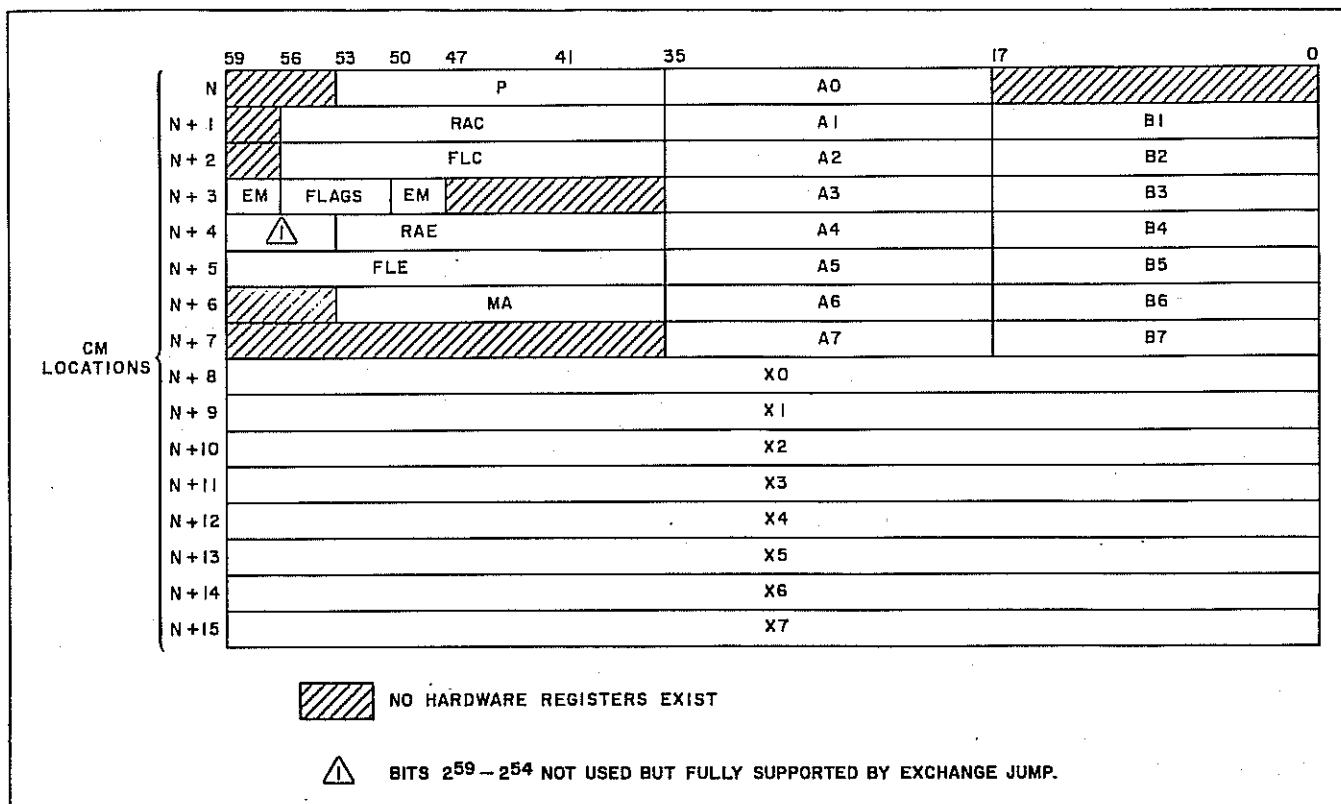 59 56 53 50 47 41 35 17 0
N P A0
N + 1 RAC A1 B1
N + 2 FLC A2 B2
N + 3 EM FLAGS EM A3 B3
N + 4 1 RAE A4 B4
N + 5 FLE A5 B5
N + 6 MA A6 B6
N + 7 A7 B7
CM
LOCATIONS
N + 8 X0
N + 9 X1
N + 10 X2
N + 11 X3
N + 12 X4
N + 13 X5
N + 14 X6
N + 15 X7
NO HARDWARE REGISTERS EXIST
1 BITS 2⁵⁹ – 2⁵⁴ NOT USED BUT FULLY SUPPORTED BY EXCHANGE JUMP.